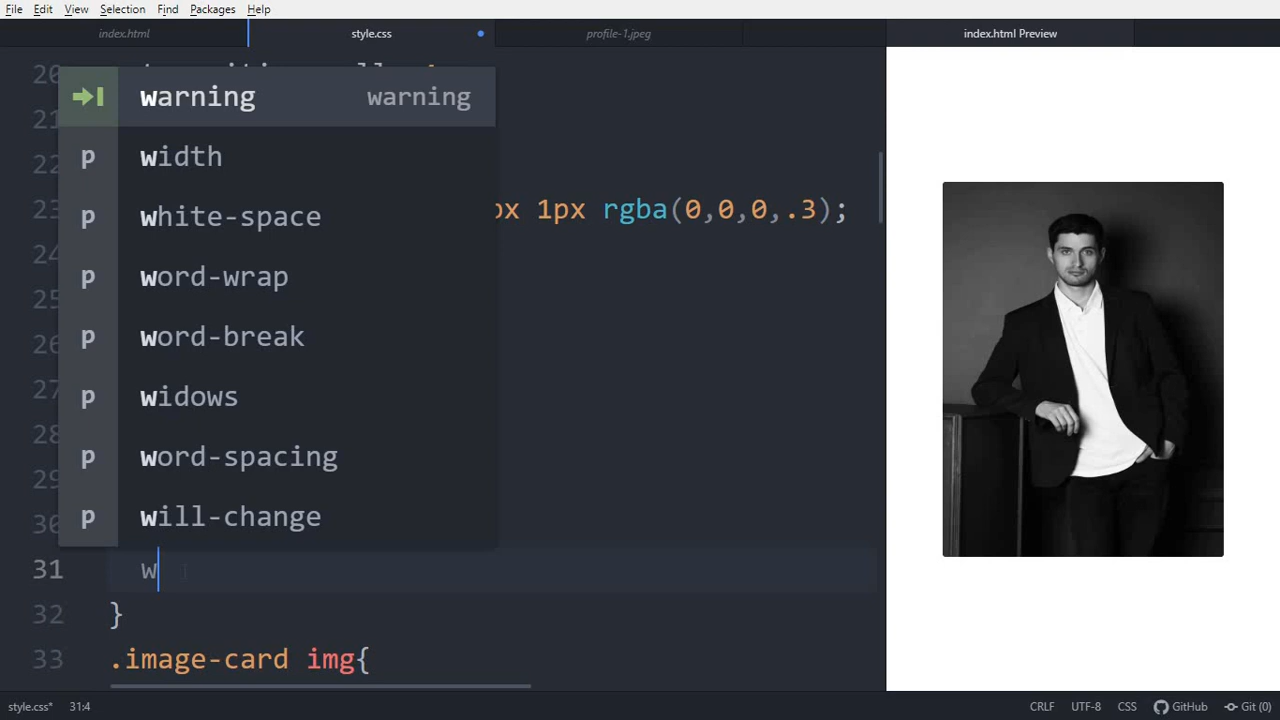 File Edit View Selection Find Packages Help
index.html style.css profile-1.jpeg index.html Preview
20
warning warning
21
p width
22
p white-space
23 px 1px rgba(0,0,0,.3);
24
p word-wrap
25
p word-break
26
27
p widows
28
p word-spacing
29
p will-change
30
31 w
32 }
33 .image-card img{
style.css* 31:4 CRLF UTF-8 CSS GitHub Git (0)